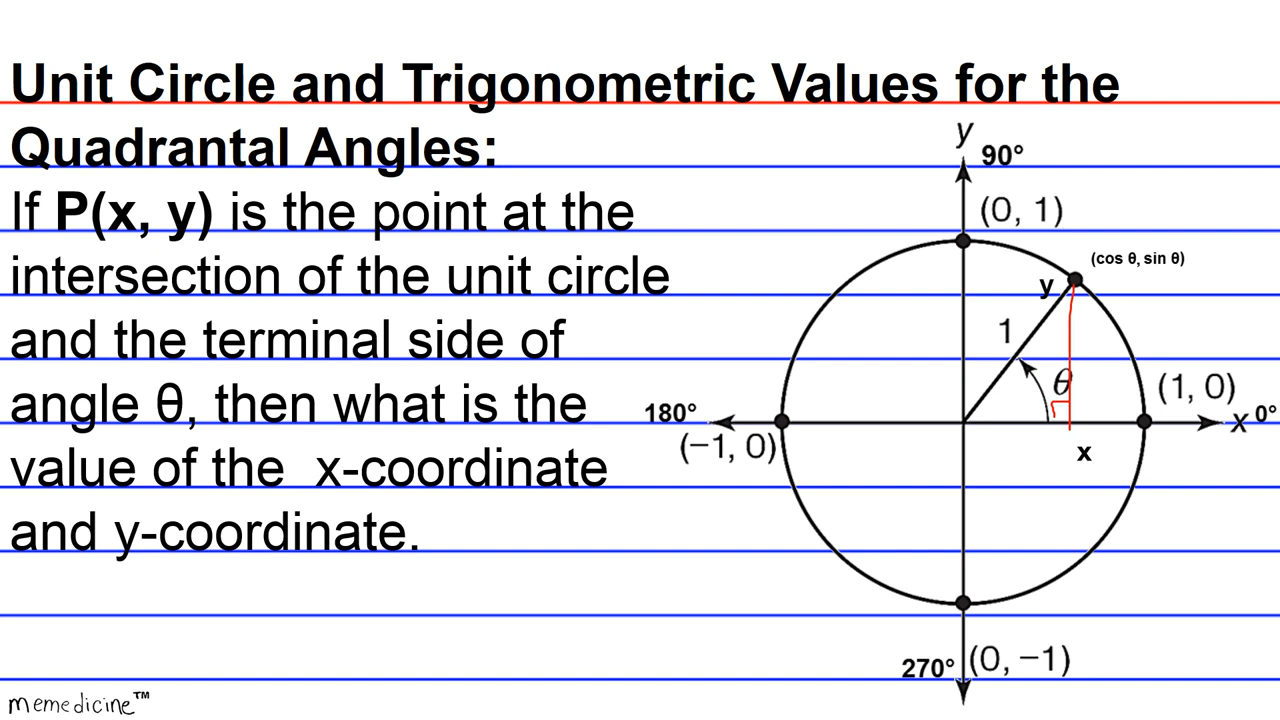 Unit Circle and Trigonometric Values for the
Quadrantal Angles:
If P(x, y) is the point at the
intersection of the unit circle
and the terminal side of
angle θ, then what is the
value of the  x-coordinate
and y-coordinate.
y
90°
(0, 1)
(cos θ, sin θ)
y
1
θ
(1, 0)
180°
x 0°
(−1, 0)
x
270°
(0, −1)
memedicine™